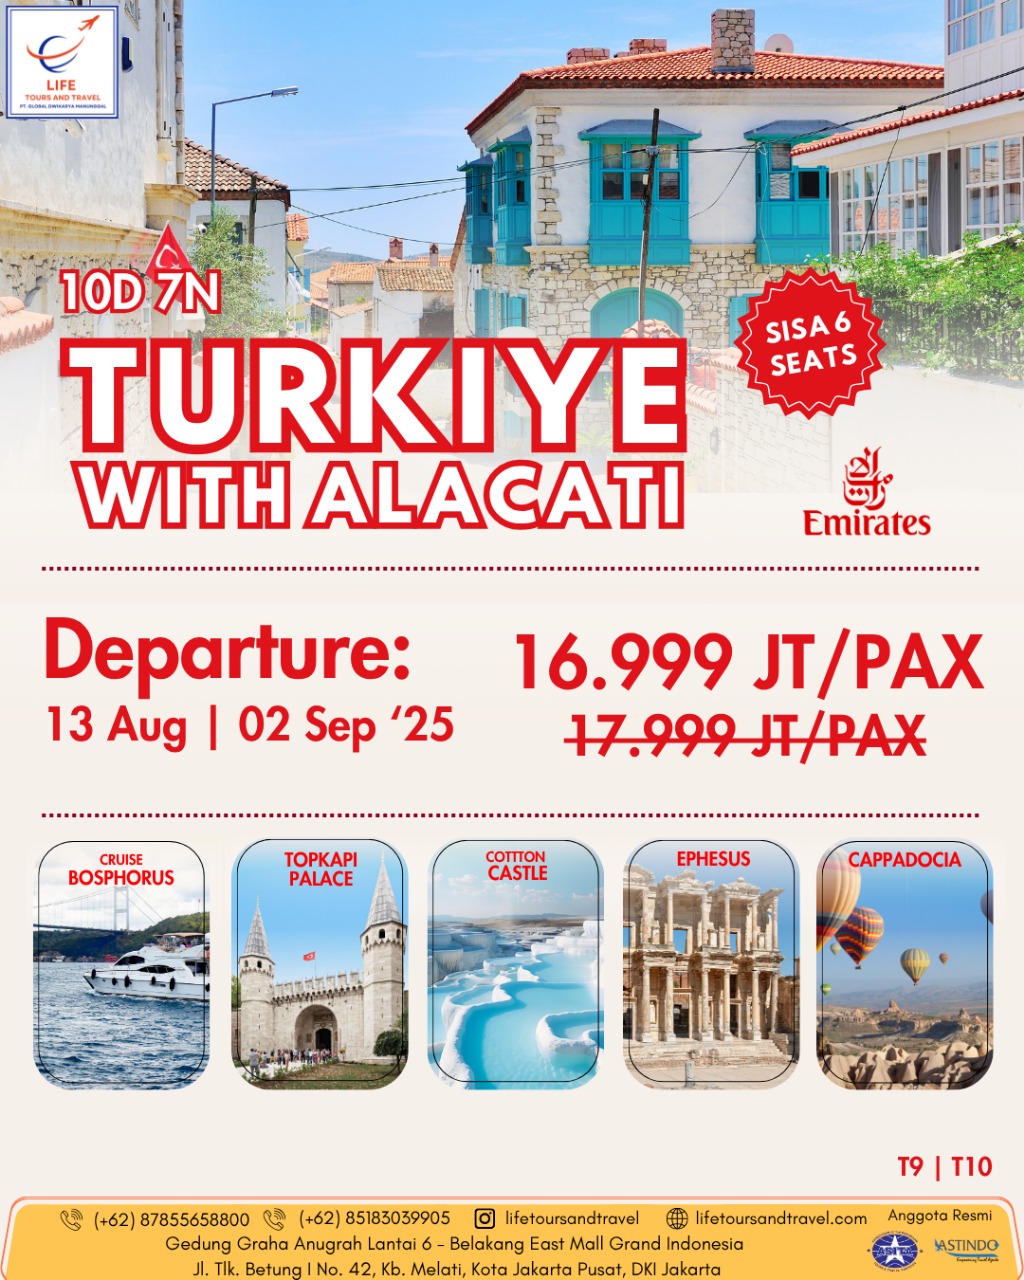 LIFE
TOURS AND TRAVEL
PT. GLOBAL DWIKARYA MANUNGGAL
10D 7N
TURKIYE
WITH ALACATI
SISA 6
SEATS
Emirates
Departure:
13 Aug | 02 Sep ‘25
16.999 JT/PAX
17.999 JT/PAX
CRUISE
BOSPHORUS
TOPKAPI
PALACE
COTTTON
CASTLE
EPHESUS
CAPPADOCIA
T9 | T10
(+62) 87855658800 (+62) 85183039905 lifetoursandtravel lifetoursandtravel.com
Gedung Graha Anugrah Lantai 6 - Belakang East Mall Grand Indonesia
Jl. Tlk. Betung I No. 42, Kb. Melati, Kota Jakarta Pusat, DKI Jakarta
Anggota Resmi
ASITA
ASTINDO